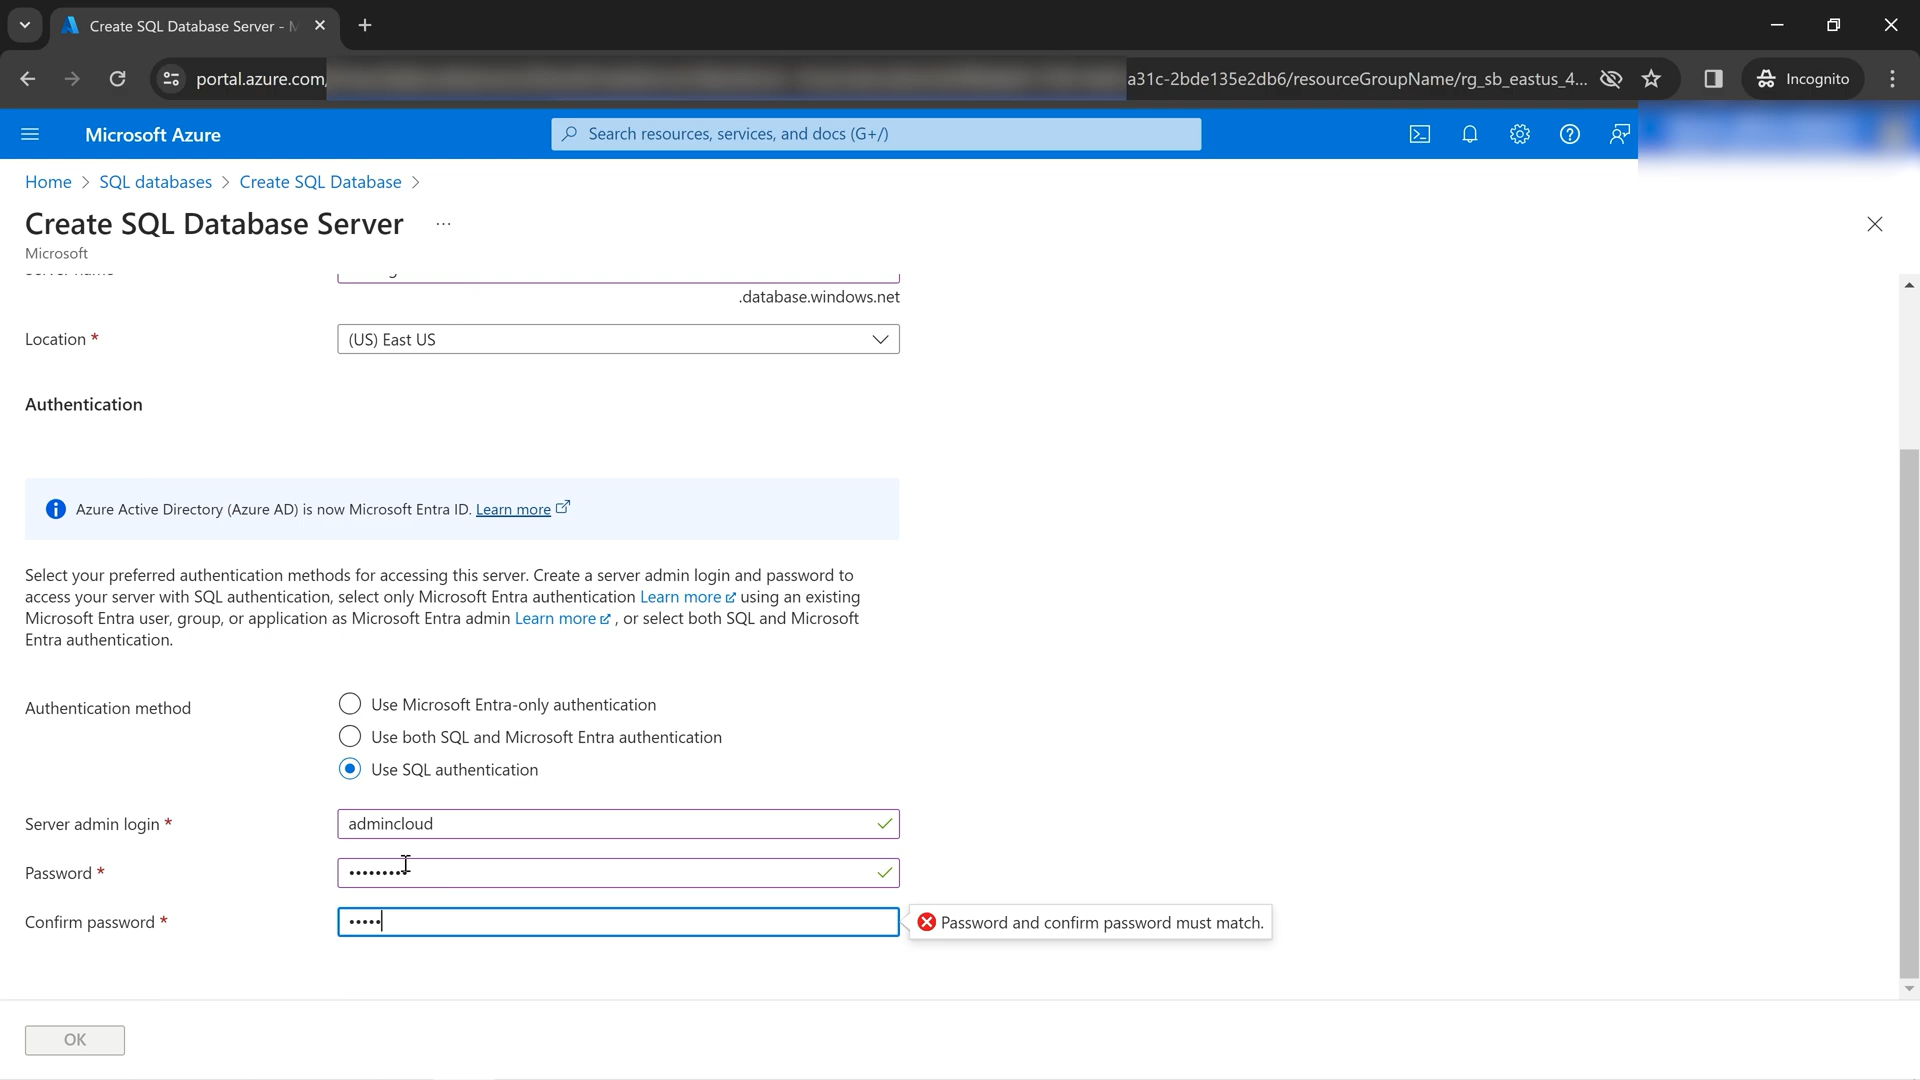 Create SQL Database Server - M
portal.azure.com/
a31c-2bde135e2db6/resourceGroupName/rg_sb_eastus_4...
Incognito
Microsoft Azure
Search resources, services, and docs (G+/)
Home > SQL databases > Create SQL Database >
Create SQL Database Server ...
Microsoft
.database.windows.net
Location *
(US) East US
Authentication
Azure Active Directory (Azure AD) is now Microsoft Entra ID. Learn more
Select your preferred authentication methods for accessing this server. Create a server admin login and password to
access your server with SQL authentication, select only Microsoft Entra authentication Learn more using an existing
Microsoft Entra user, group, or application as Microsoft Entra admin Learn more , or select both SQL and Microsoft
Entra authentication.
Authentication method
Use Microsoft Entra-only authentication
Use both SQL and Microsoft Entra authentication
Use SQL authentication
Server admin login *
admincloud
Password *
••••••••••
Confirm password *
•••••
Password and confirm password must match.
OK